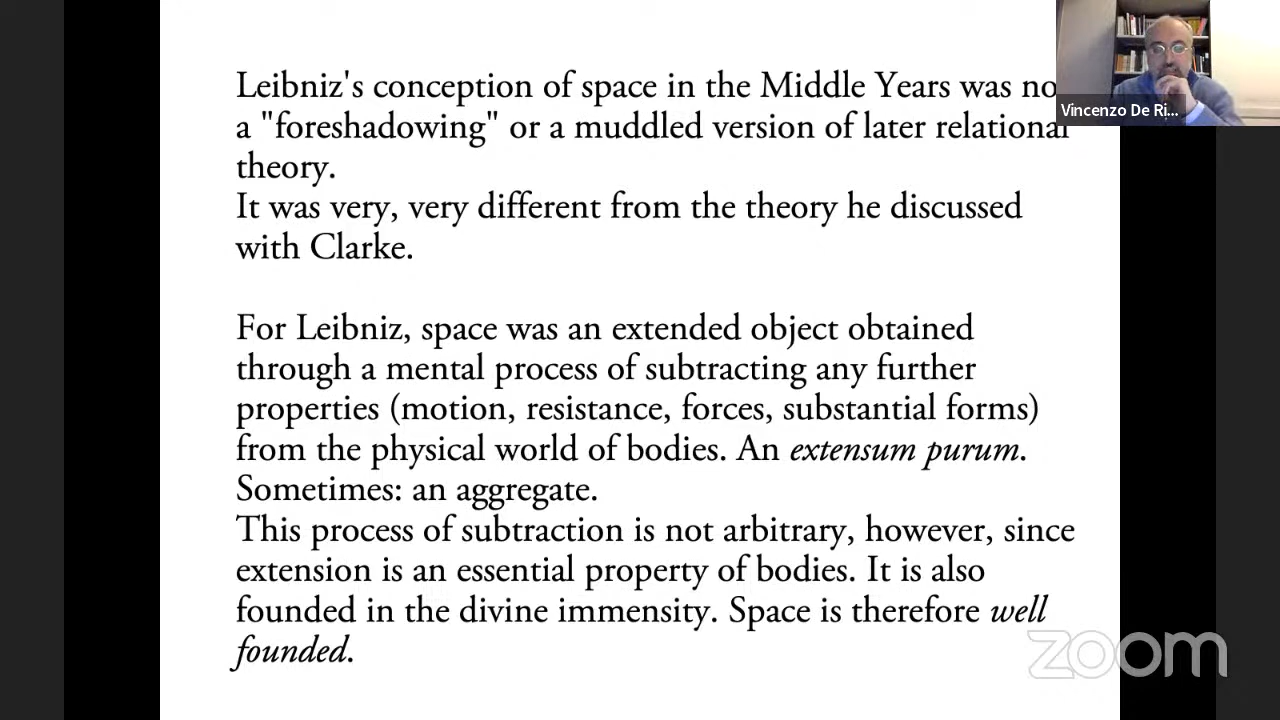 Leibniz's conception of space in the Middle Years was no
a "foreshadowing" or a muddled version of later relational
theory.
It was very, very different from the theory he discussed
with Clarke.
For Leibniz, space was an extended object obtained
through a mental process of subtracting any further
properties (motion, resistance, forces, substantial forms)
from the physical world of bodies. An extensum purum.
Sometimes: an aggregate.
This process of subtraction is not arbitrary, however, since
extension is an essential property of bodies. It is also
founded in the divine immensity. Space is therefore well
founded.
Vincenzo De Ri...
zoom